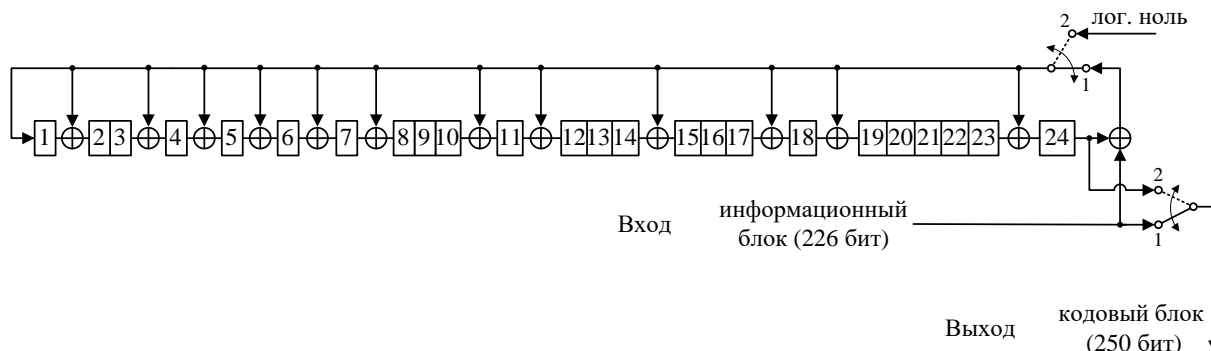 2 лог. ноль
1
1 2 3 4 5 6 7 8 9 10 11 12 13 14 15 16 17 18 19 20 21 22 23 24
2
Вход информационный
блок (226 бит)
1
Выход кодовый блок
(250 бит)